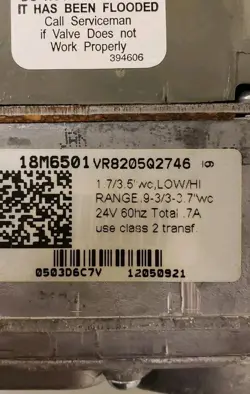 IT HAS BEEN FLOODED
Call Serviceman
if Valve Does not
Work Properly
394606
18M6501 VR8205Q2746
1.7/3.5"wc,LOW/HI
RANGE.9-3/3-3.7"wc
24V 60hz Total .7A
use class 2 transf.
0503D6C7V 12050921